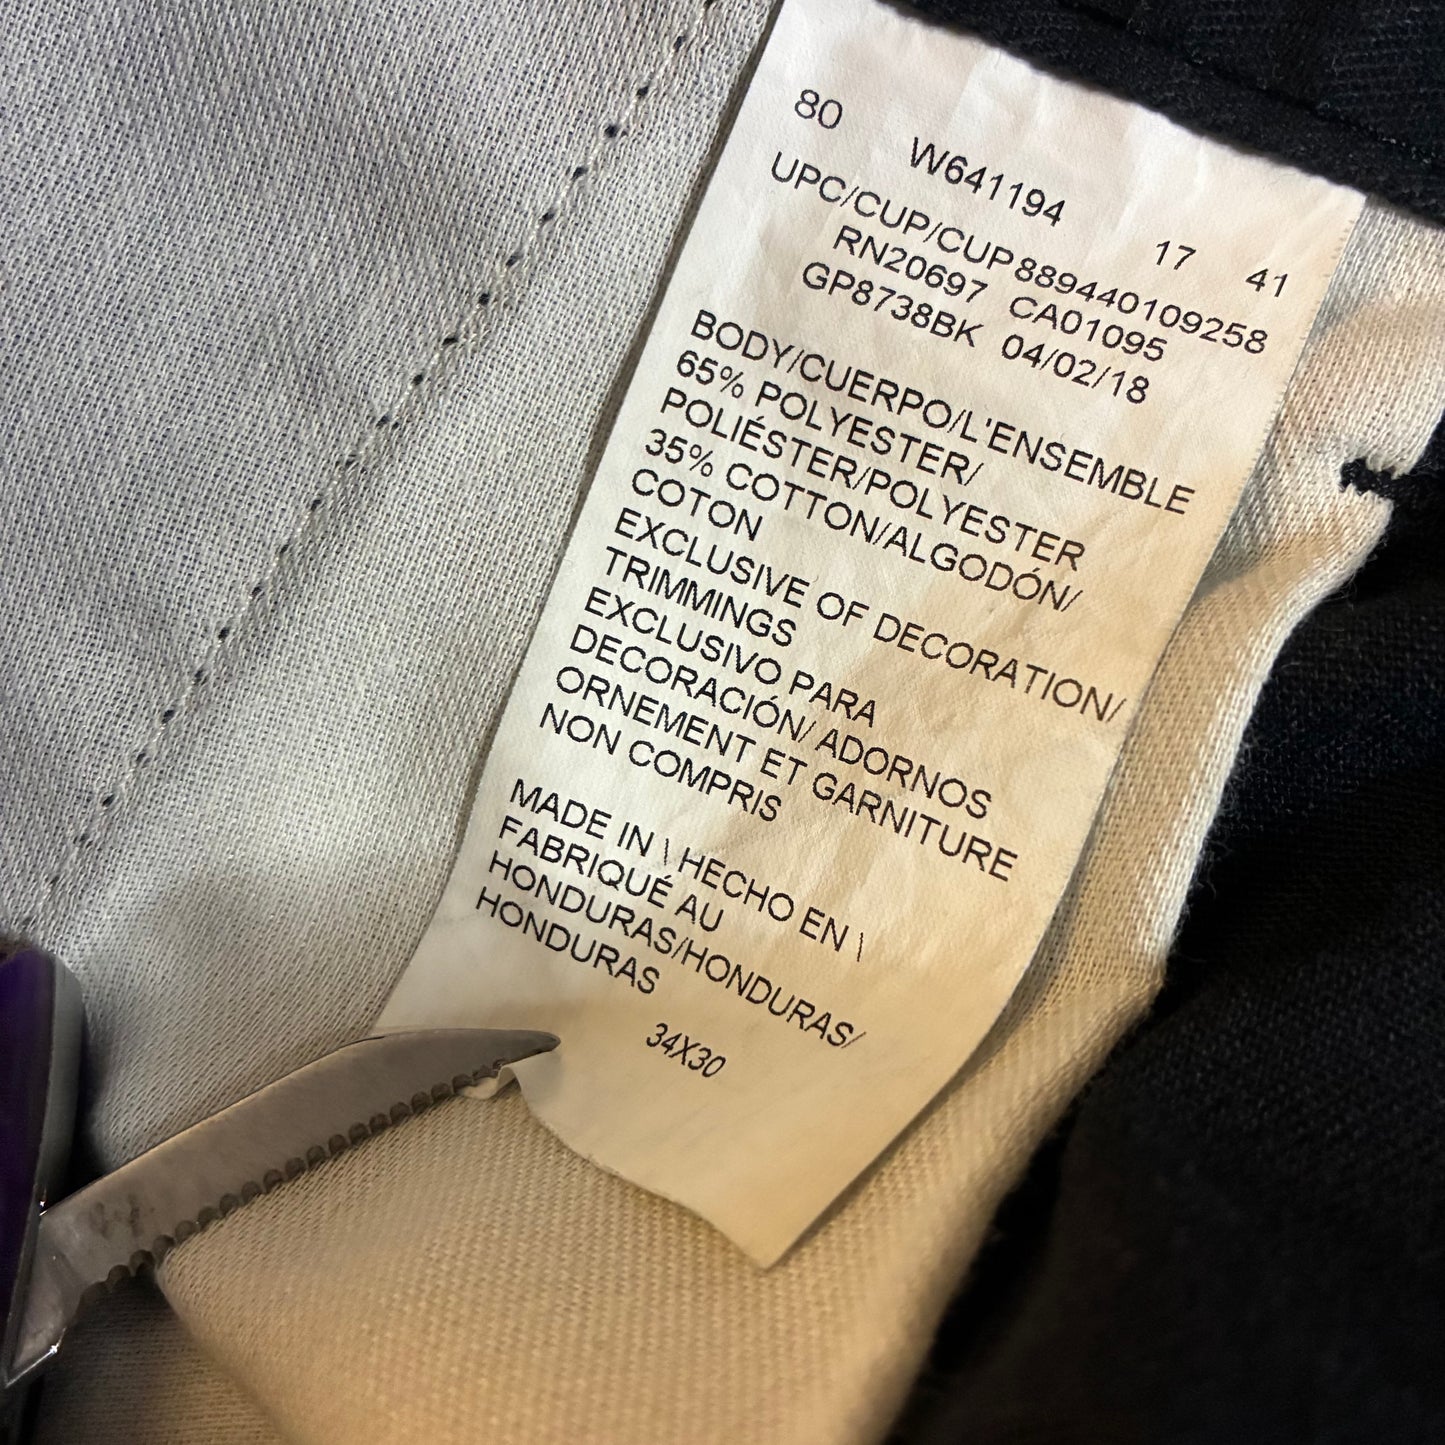 80 W641194 17 41
UPC/CUP/CUP889440109258
RN20697 CA01095
GP8738BK 04/02/18
BODY/CUERPO/L'ENSEMBLE
65% POLYESTER/
POLIÉSTER/POLYESTER
35% COTTON/ALGODÓN/
COTON
EXCLUSIVE OF DECORATION/
TRIMMINGS
EXCLUSIVO PARA
DECORACIÓN/ ADORNOS
ORNEMENT ET GARNITURE
NON COMPRIS
MADE IN \ HECHO EN \
FABRIQUÉ AU
HONDURAS/HONDURAS/
HONDURAS
34X30